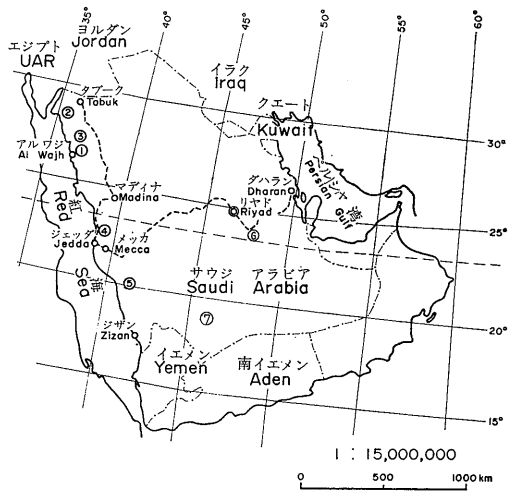 35°
40°
45°
50°
55°
60°
ヨルダン
Jordan
エジプト
UAR
イラク
Iraq
タブーク
Tabuk
クエート
Kuwait
②
30°
③
アル ワジ
Al Wajh
①
ペルシャ湾
Persian Gulf
ダハラン
Dharan
マディナ
Madina
リヤド
Riyad
紅海
Red Sea
25°
④
⑥
ジェッダ
Jedda
メッカ
Mecca
サウジ アラビア
Saudi Arabia
⑤
20°
⑦
ジザン
Zizan
イエメン
Yemen
南イエメン
Aden
15°
1 : 15,000,000
0 500 1000 km